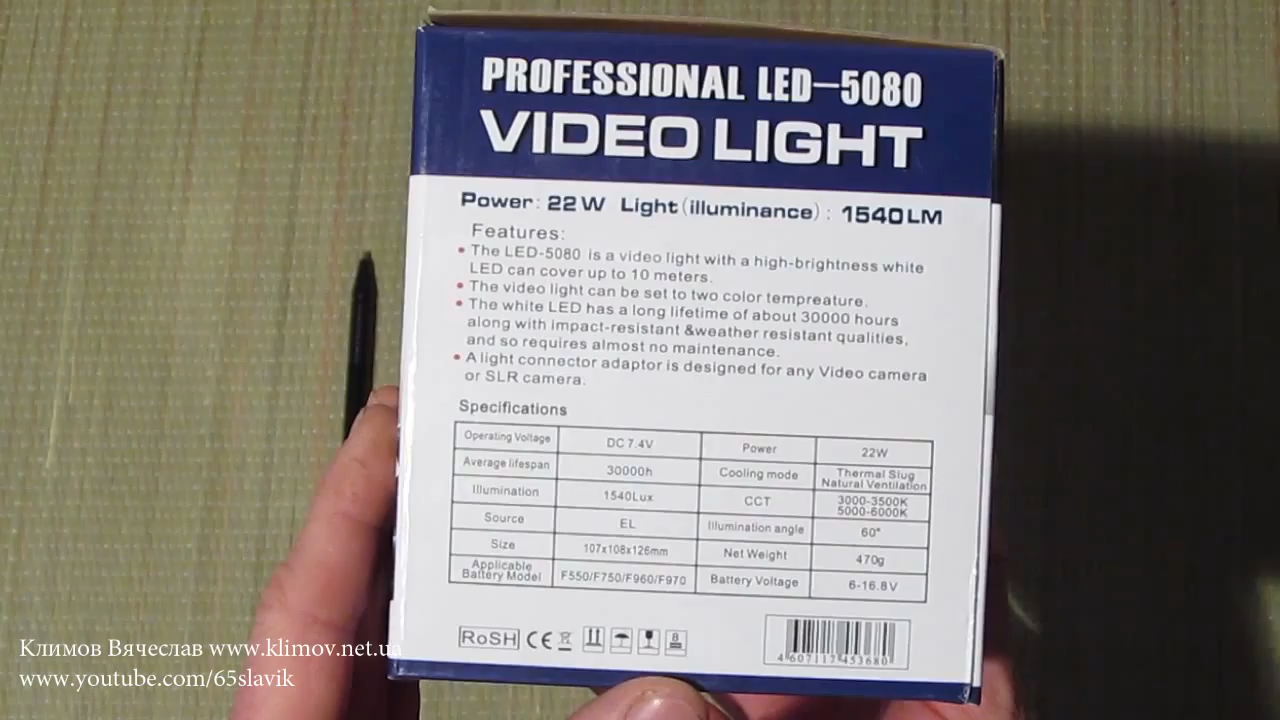 PROFESSIONAL LED-5080
VIDEO LIGHT
Power: 22W Light(illuminance): 1540LM
Features:
• The LED-5080 is a video light with a high-brightness white
LED can cover up to 10 meters.
• The video light can be set to two color tempreature.
• The white LED has a long lifetime of about 30000 hours
along with impact-resistant &weather resistant qualities,
and so requires almost no maintenance.
• A light connector adaptor is designed for any Video camera
or SLR camera.
Specifications
Operating Voltage DC 7.4V Power 22W
Average lifespan 30000h Cooling mode Thermal Slug
Natural Ventilation
Illumination 1540Lux CCT 3000-3500K
5000-6000K
Source EL Illumination angle 60°
Size 107x108x126mm Net Weight 470g
Applicable
Battery Model F550/F750/F960/F970 Battery Voltage 6-16.8V
RoSH CE 8
4607117453680
Климов Вячеслав www.klimov.net.ua
www.youtube.com/65slavik